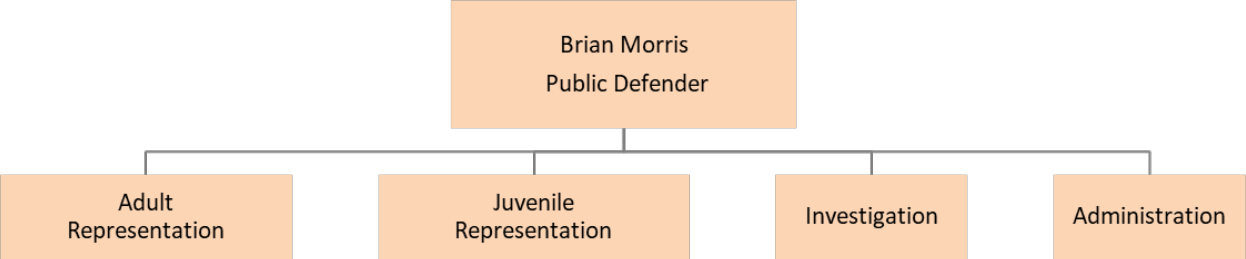 Brian Morris
Public Defender
Adult
Representation
Juvenile
Representation
Investigation
Administration